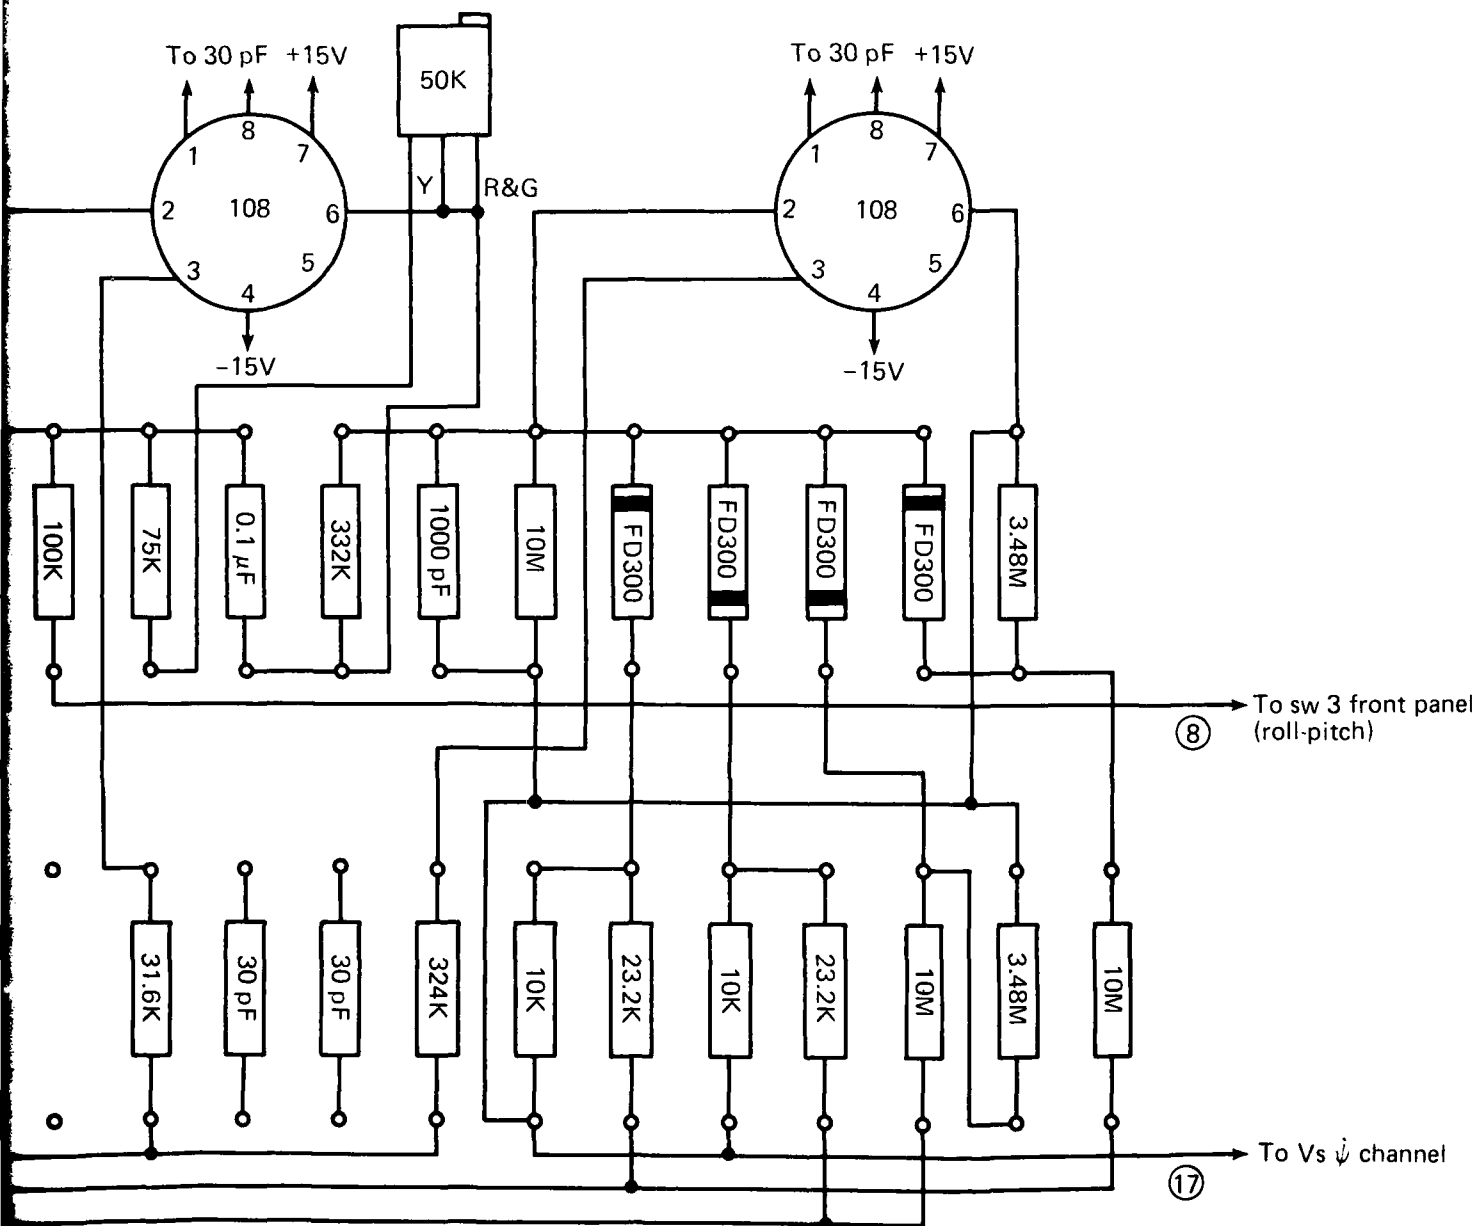 To 30 pF +15V
50K
To 30 pF +15V
8
1
7
2
108
6
3
5
4
-15V
Y
R&G
8
1
7
2
108
6
3
5
4
-15V
100K
75K
0.1 µF
332K
1000 pF
10M
FD300
FD300
FD300
FD300
3.48M
To sw 3 front panel
(roll-pitch)
8
31.6K
30 pF
30 pF
324K
10K
23.2K
10K
23.2K
10M
3.48M
10M
To Vs ψ̇ channel
17